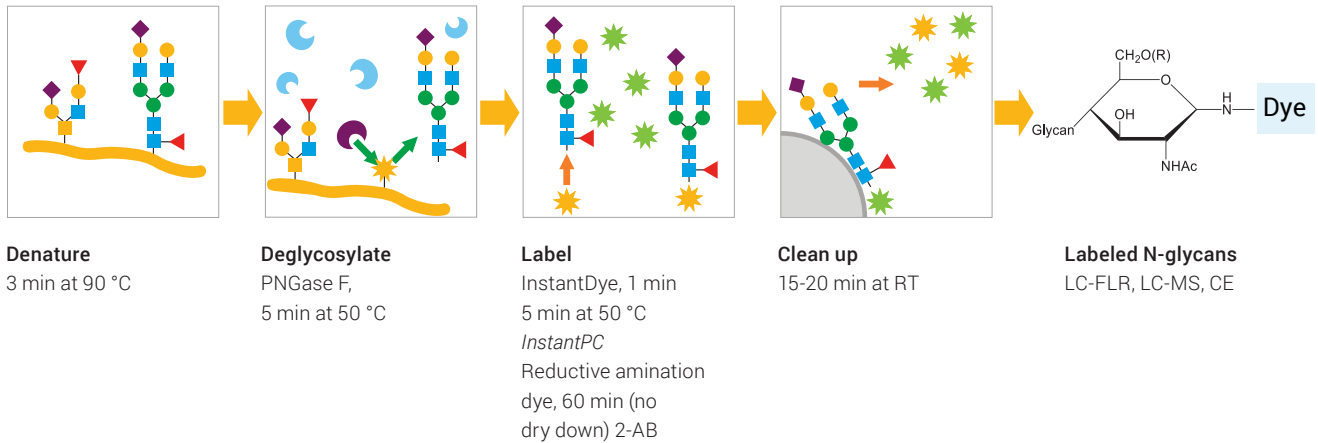 CH₂O(R)
O
H
N
Dye
OH
Glycan
NHAc
Denature
3 min at 90 °C
Deglycosylate
PNGase F,
5 min at 50 °C
Label
InstantDye, 1 min
5 min at 50 °C
InstantPC
Reductive amination
dye, 60 min (no
dry down) 2-AB
Clean up
15-20 min at RT
Labeled N-glycans
LC-FLR, LC-MS, CE